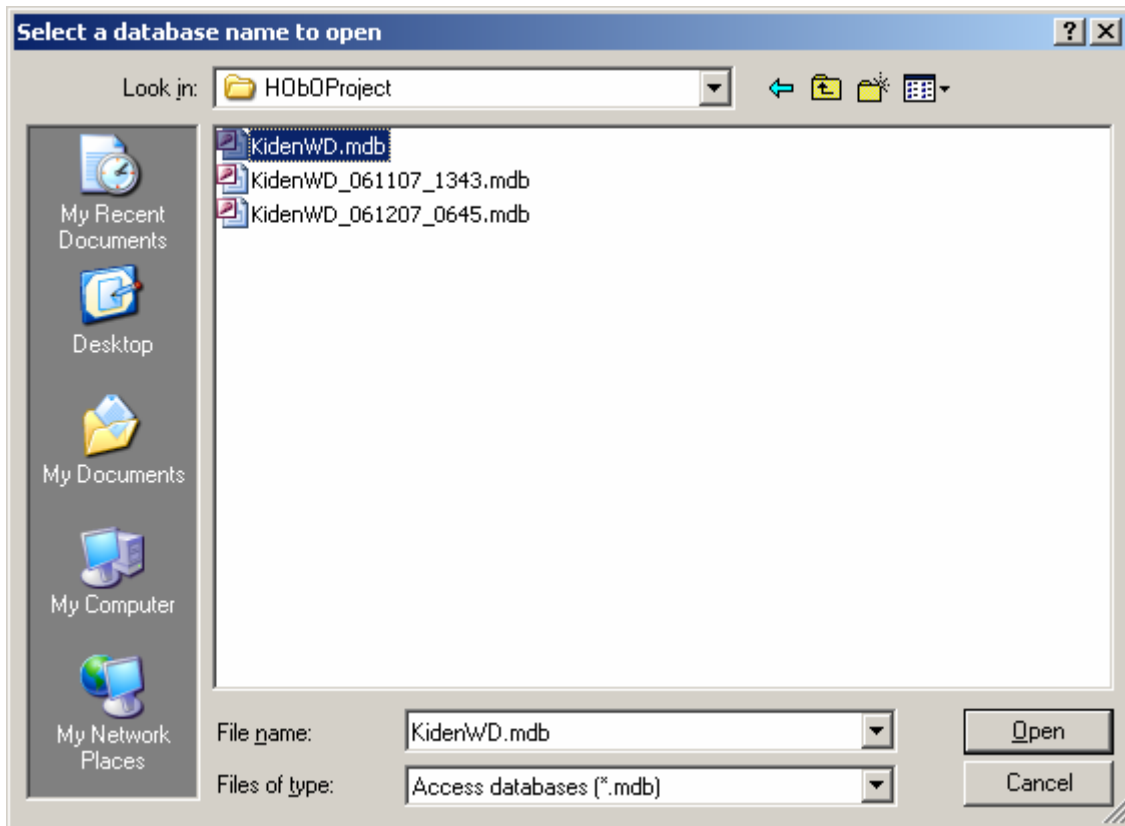 Select a database name to open
Look in: HObOProject
KidenWD.mdb
KidenWD_061107_1343.mdb
KidenWD_061207_0645.mdb
My Recent
Documents
Desktop
My Documents
My Computer
My Network
Places
File name: KidenWD.mdb Open
Files of type: Access databases (*.mdb) Cancel